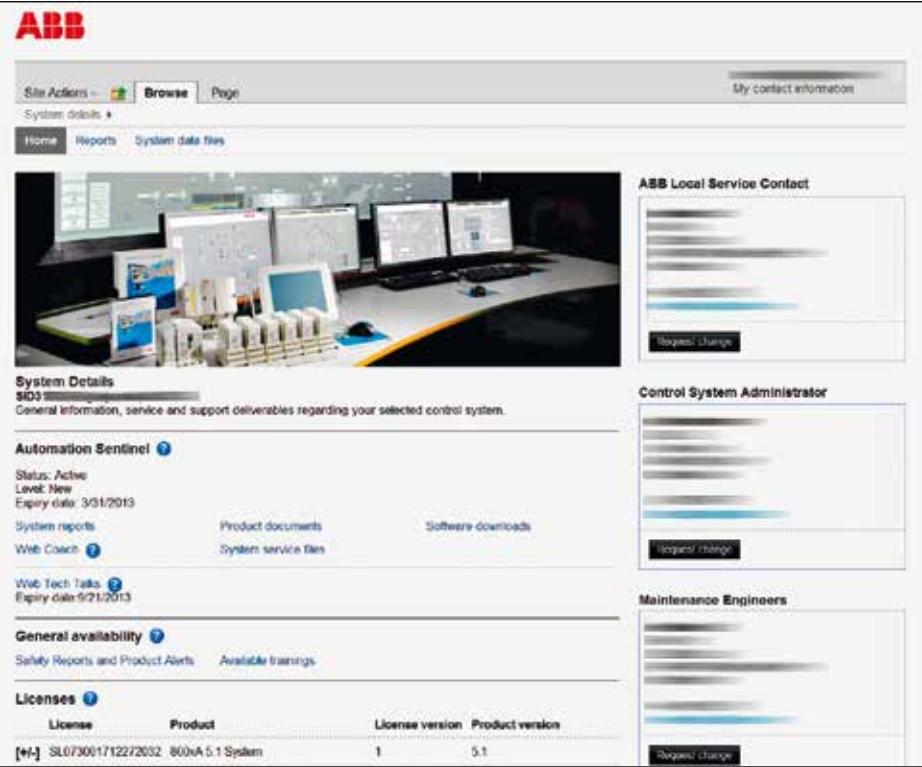 ABB
Site Actions
Browse
Page
My contact information
System details
Home
Reports
System data files
ABB Local Service Contact
Request change
System Details
SID3
General information, service and support deliverables regarding your selected control system.
Control System Administrator
Automation Sentinel ?
Status: Active
Level: New
Expiry date: 3/31/2013
System reports
Product documents
Software downloads
Web Coach ?
System service files
Request change
Web Tech Talks ?
Expiry date:9/21/2013
Maintenance Engineers
General availability ?
Safety Reports and Product Alerts
Available trainings
Licenses ?
License Product License version Product version
[+/-] SL073001712272032 800xA 5.1 System 1 5.1
Request change